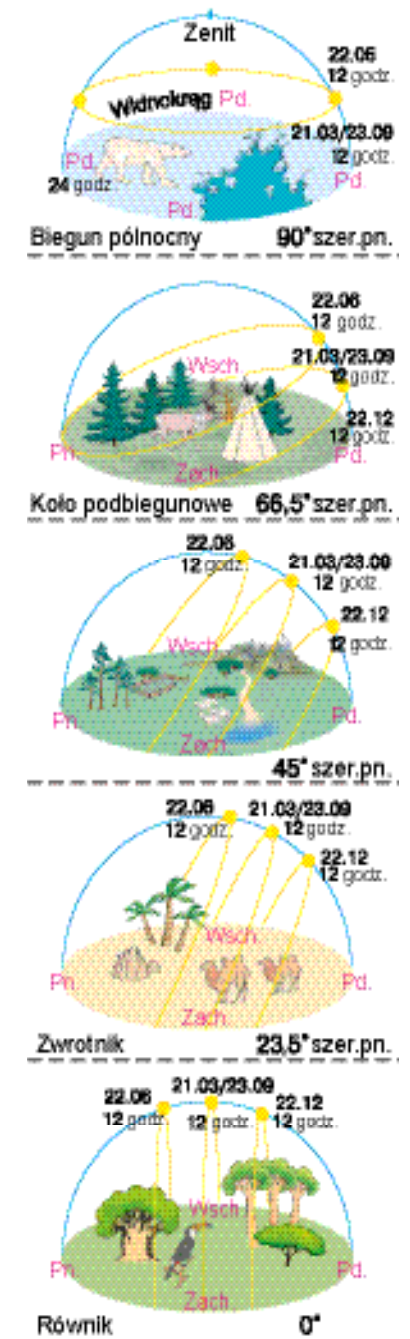 Zenit
22.06
12 godz.
Widnokrąg Pd.
21.03/23.09
12 godz.
Pd.
24 godz.
Pd.
Pd.
Biegun północny 90° szer.pn.
22.06
12 godz.
Wsch.
21.03/23.09
12 godz.
22.12
12 godz.
Pn.
Pd.
Zach.
Koło podbiegunowe 66,5° szer.pn.
22.06
12 godz.
21.03/23.09
12 godz.
22.12
12 godz.
Wsch.
Pn.
Pd.
Zach.
45° szer.pn.
22.06
12 godz.
21.03/23.09
12 godz.
22.12
12 godz.
Wsch.
Pn.
Pd.
Zach.
Zwrotnik 23,5° szer.pn.
22.06
12 godz.
21.03/23.09
12 godz.
22.12
12 godz.
Wsch.
Pn.
Pd.
Zach.
Równik 0°